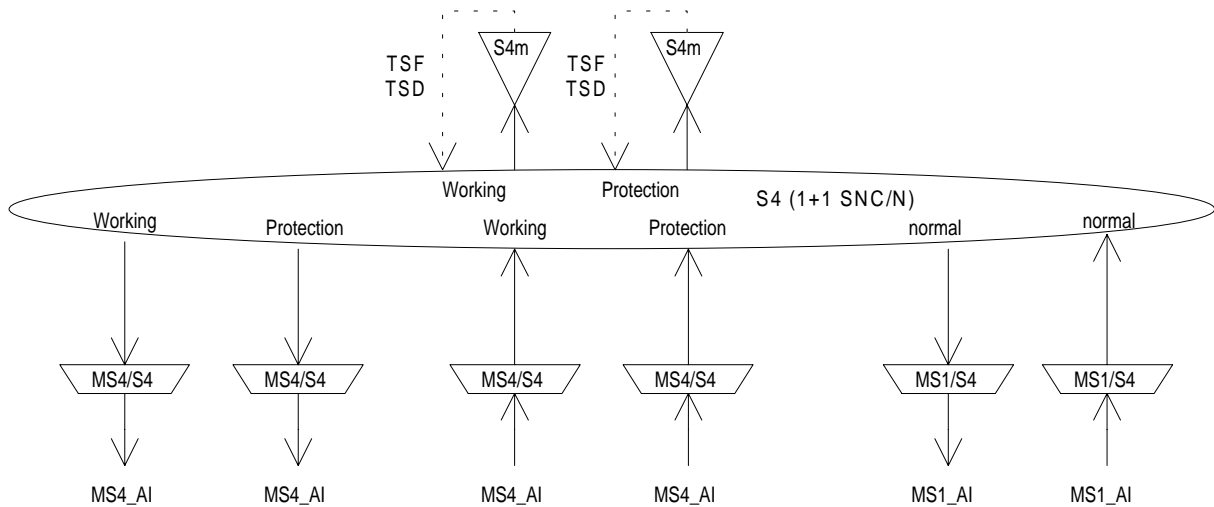 S4m S4m
TSF TSF
TSD TSD
Working Protection S4 (1+1 SNC/N)
Working Protection Working Protection normal normal
MS4/S4 MS4/S4 MS4/S4 MS4/S4 MS1/S4 MS1/S4
MS4_AI MS4_AI MS4_AI MS4_AI MS1_AI MS1_AI